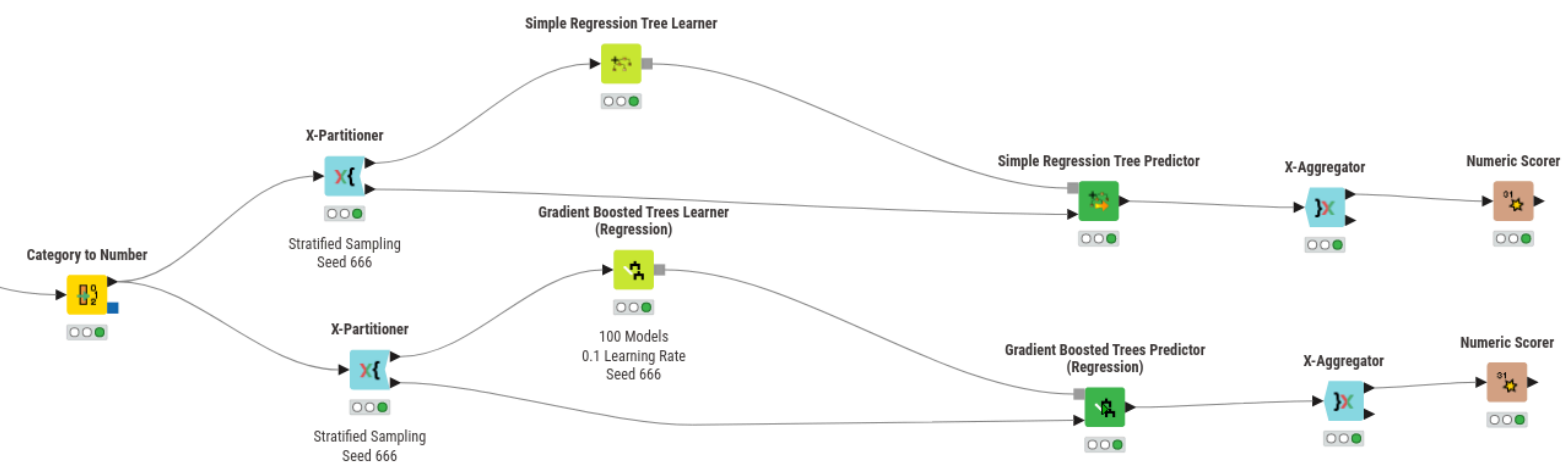 Simple Regression Tree Learner
X-Partitioner
Stratified Sampling
Seed 666
Simple Regression Tree Predictor
X-Aggregator
Numeric Scorer
Category to Number
Gradient Boosted Trees Learner
(Regression)
100 Models
0.1 Learning Rate
Seed 666
X-Partitioner
Stratified Sampling
Seed 666
Gradient Boosted Trees Predictor
(Regression)
X-Aggregator
Numeric Scorer